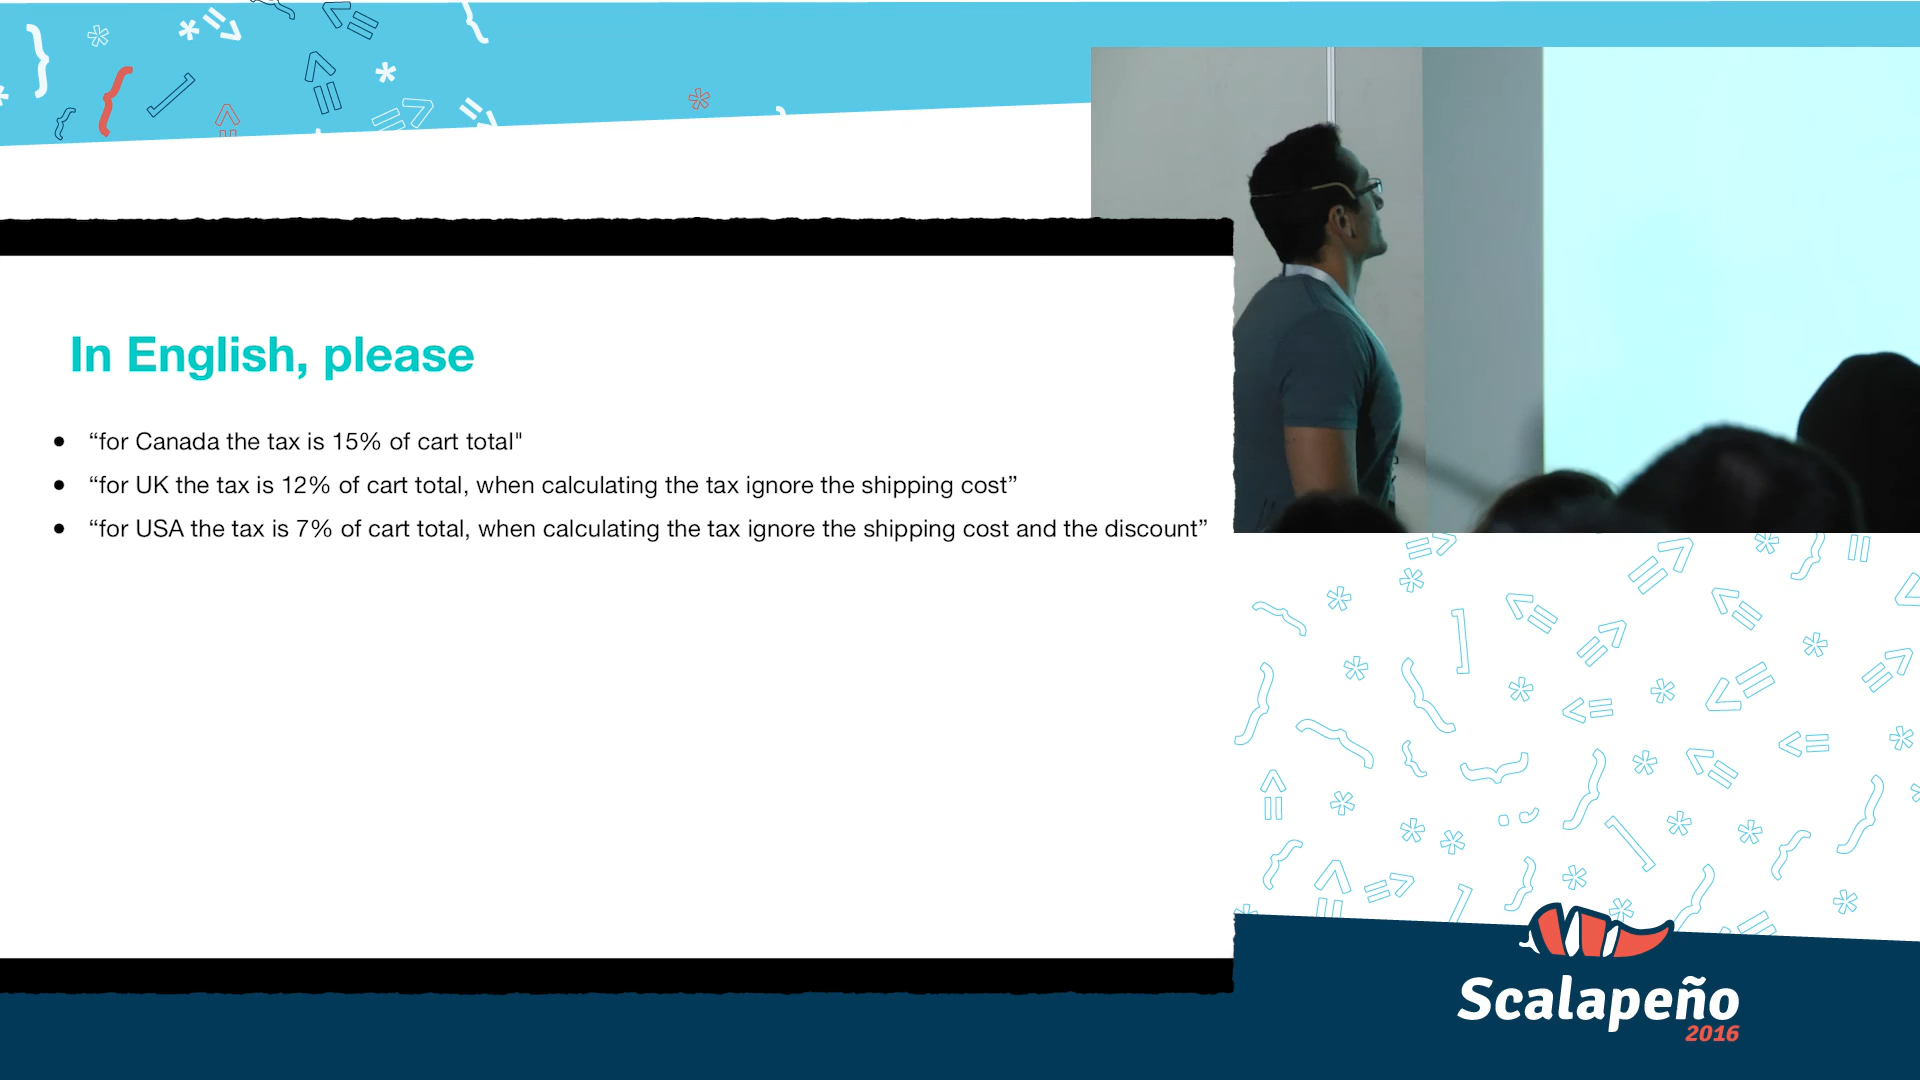 In English, please
• “for Canada the tax is 15% of cart total"
• “for UK the tax is 12% of cart total, when calculating the tax ignore the shipping cost”
• “for USA the tax is 7% of cart total, when calculating the tax ignore the shipping cost and the discount”
Scalapeño
2016